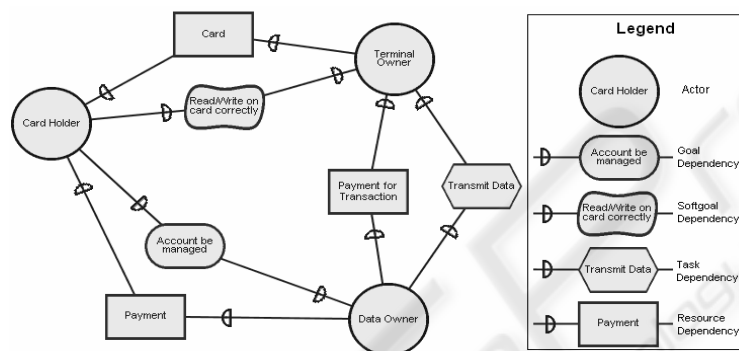 Card
Terminal
Owner
Read/Write on
card correctly
Card Holder
Payment for
Transaction
Transmit Data
Account be
managed
Payment
Data Owner
Legend
Card Holder
Actor
Account be
managed
Goal
Dependency
Read/Write on
card correctly
Softgoal
Dependency
Transmit Data
Task
Dependency
Payment
Resource
Dependency